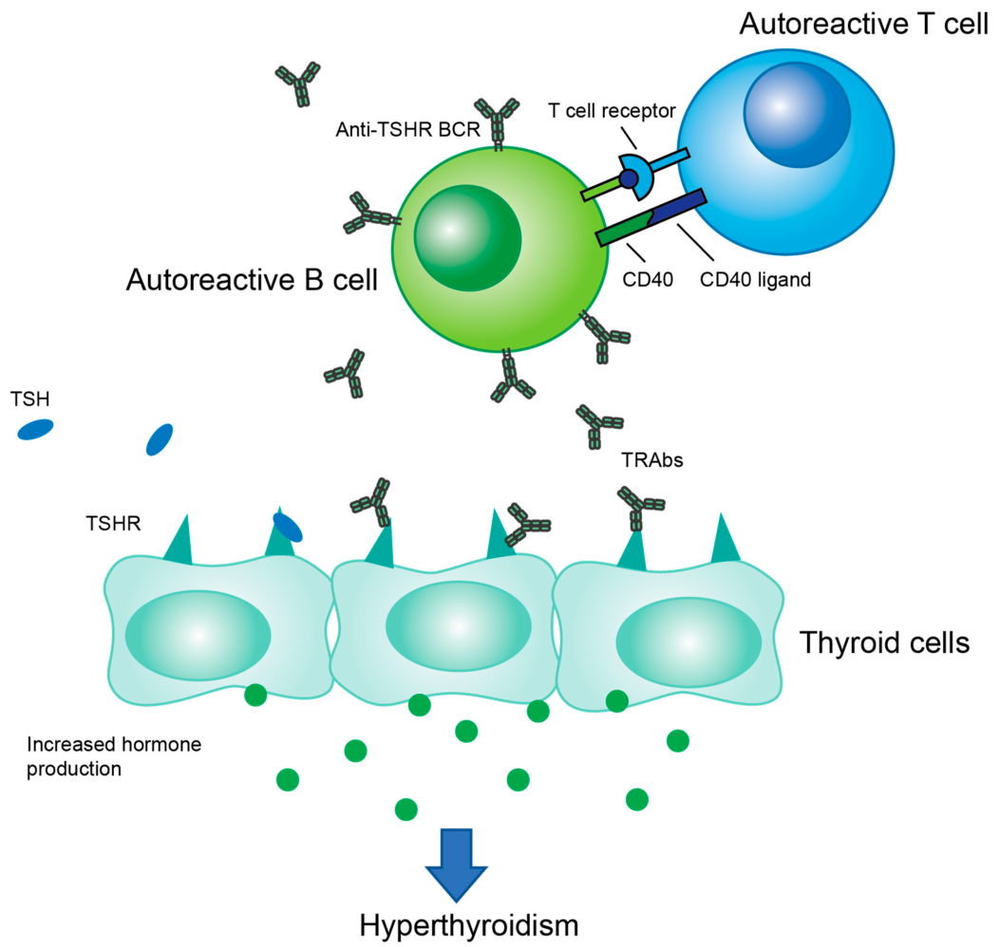 Autoreactive T cell
T cell receptor
Anti-TSHR BCR
Autoreactive B cell
CD40
CD40 ligand
TSH
TRAbs
TSHR
Thyroid cells
Increased hormone
production
Hyperthyroidism